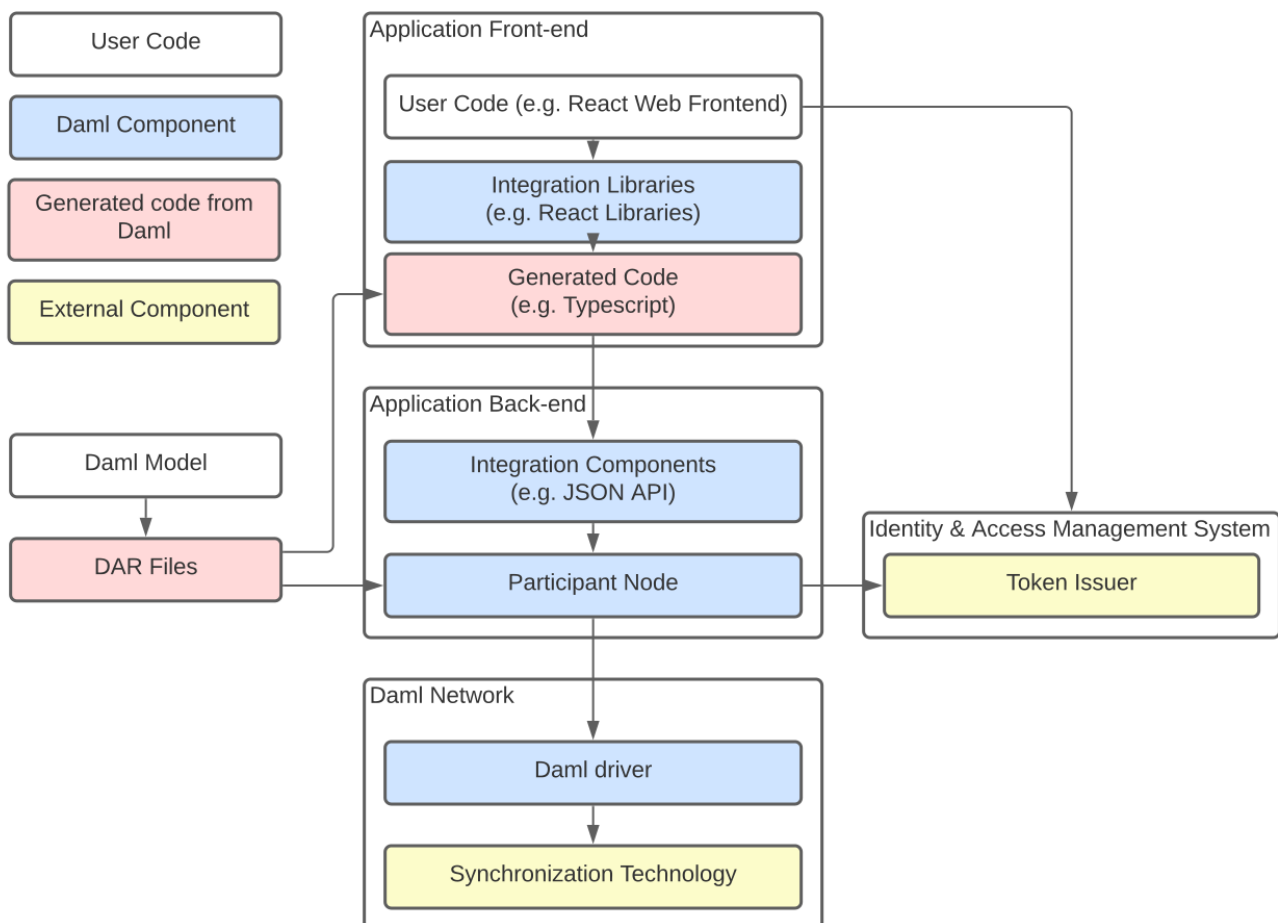 User Code
Daml Component
Generated code from
Daml
External Component
Daml Model
DAR Files
Application Front-end
User Code (e.g. React Web Frontend)
Integration Libraries
(e.g. React Libraries)
Generated Code
(e.g. Typescript)
Application Back-end
Integration Components
(e.g. JSON API)
Participant Node
Identity & Access Management System
Token Issuer
Daml Network
Daml driver
Synchronization Technology